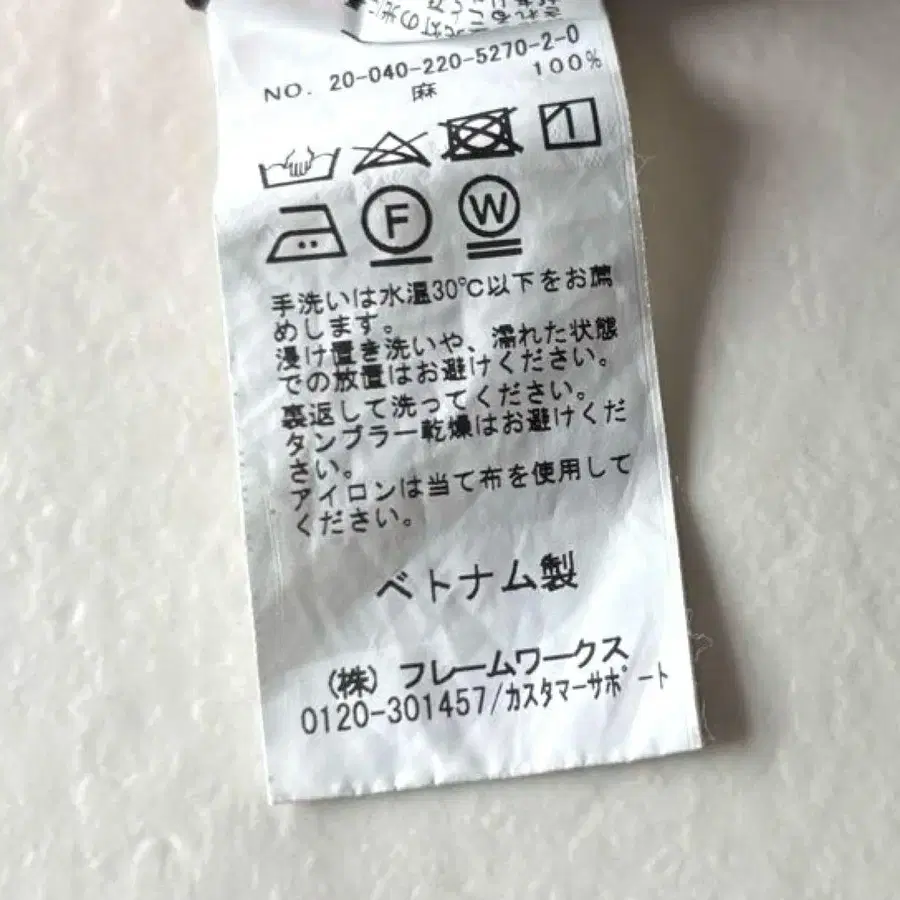 NO. 20-040-220-5270-2-0
麻 100%
F W
手洗いは水温30℃以下をお薦
めします。
浸け置き洗いや、濡れた状態
での放置はお避けください。
裏返して洗ってください。
タンブラー乾燥はお避けくだ
さい。
アイロンは当て布を使用して
ください。
ベトナム製
(株)フレームワークス
0120-301457/カスタマーサポート